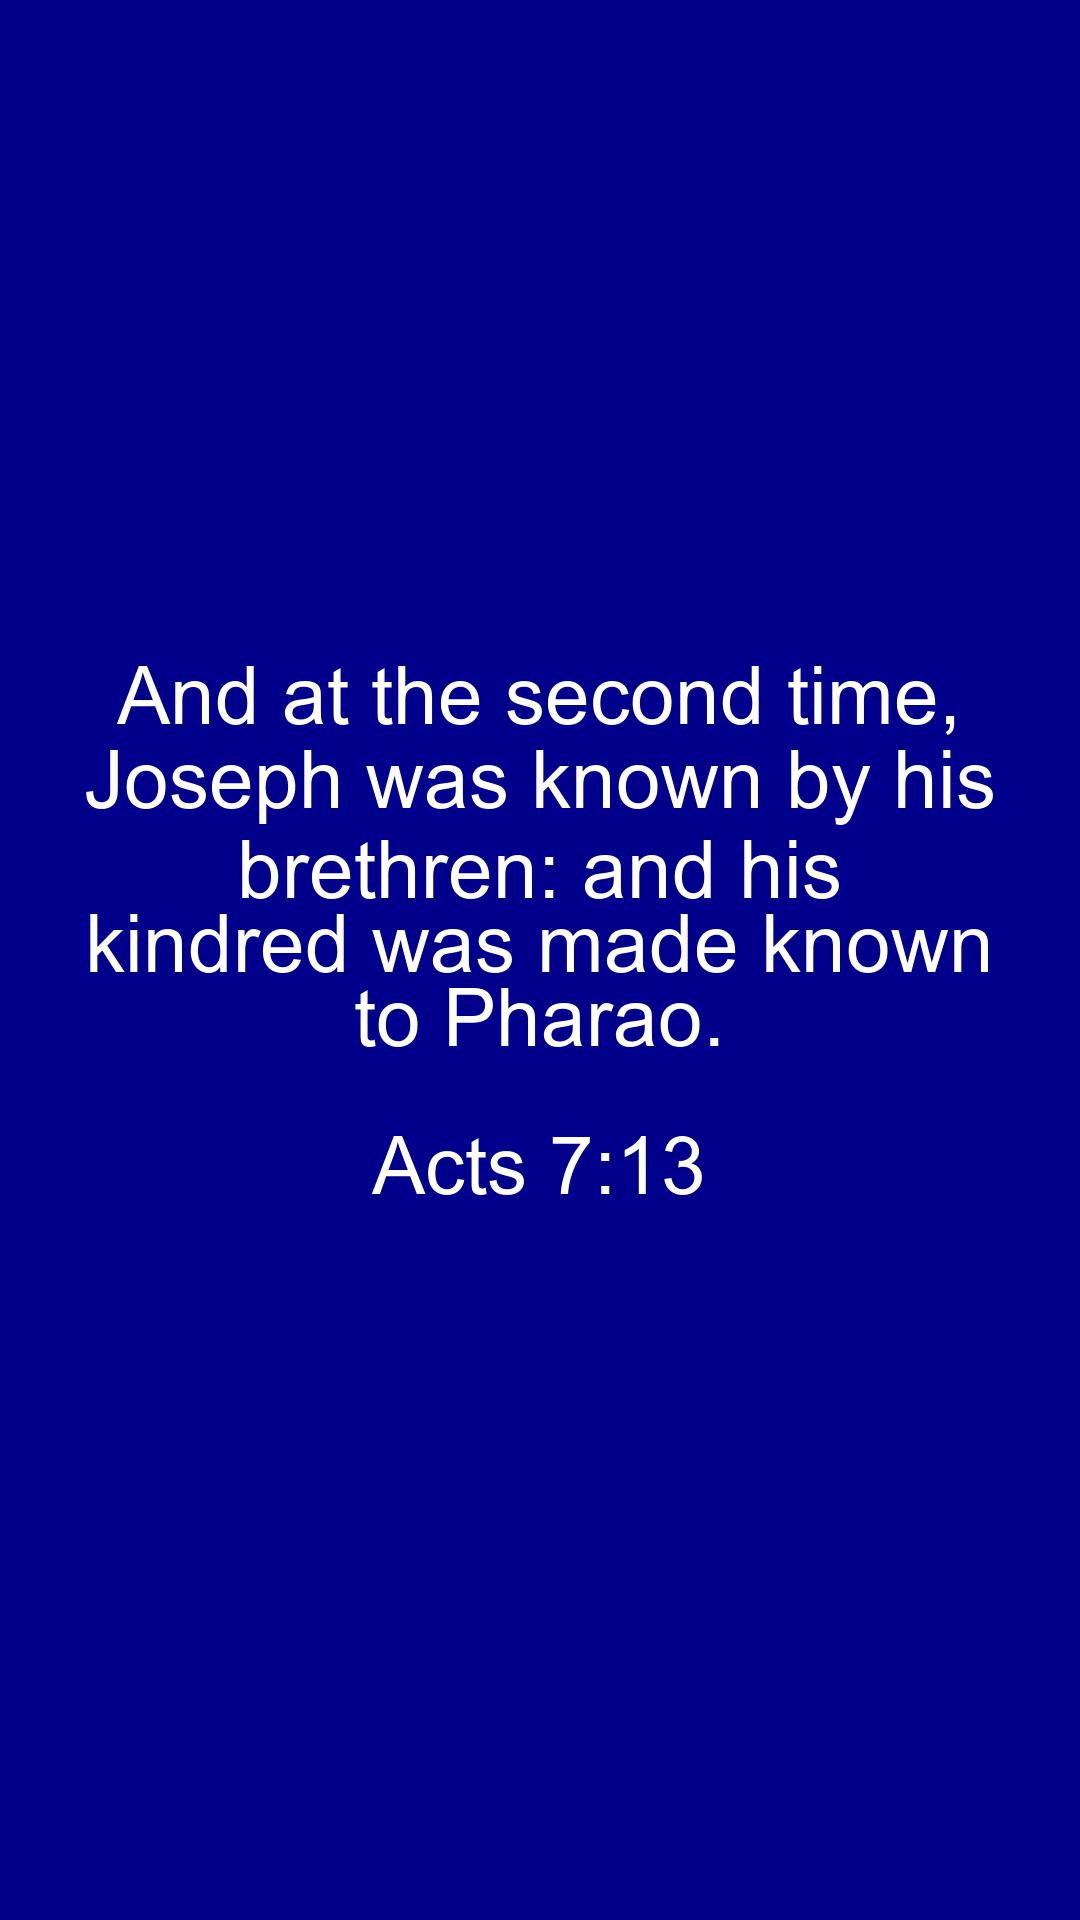 And at the second time,
Joseph was known by his
brethren: and his
kindred was made known
to Pharao.
Acts 7:13